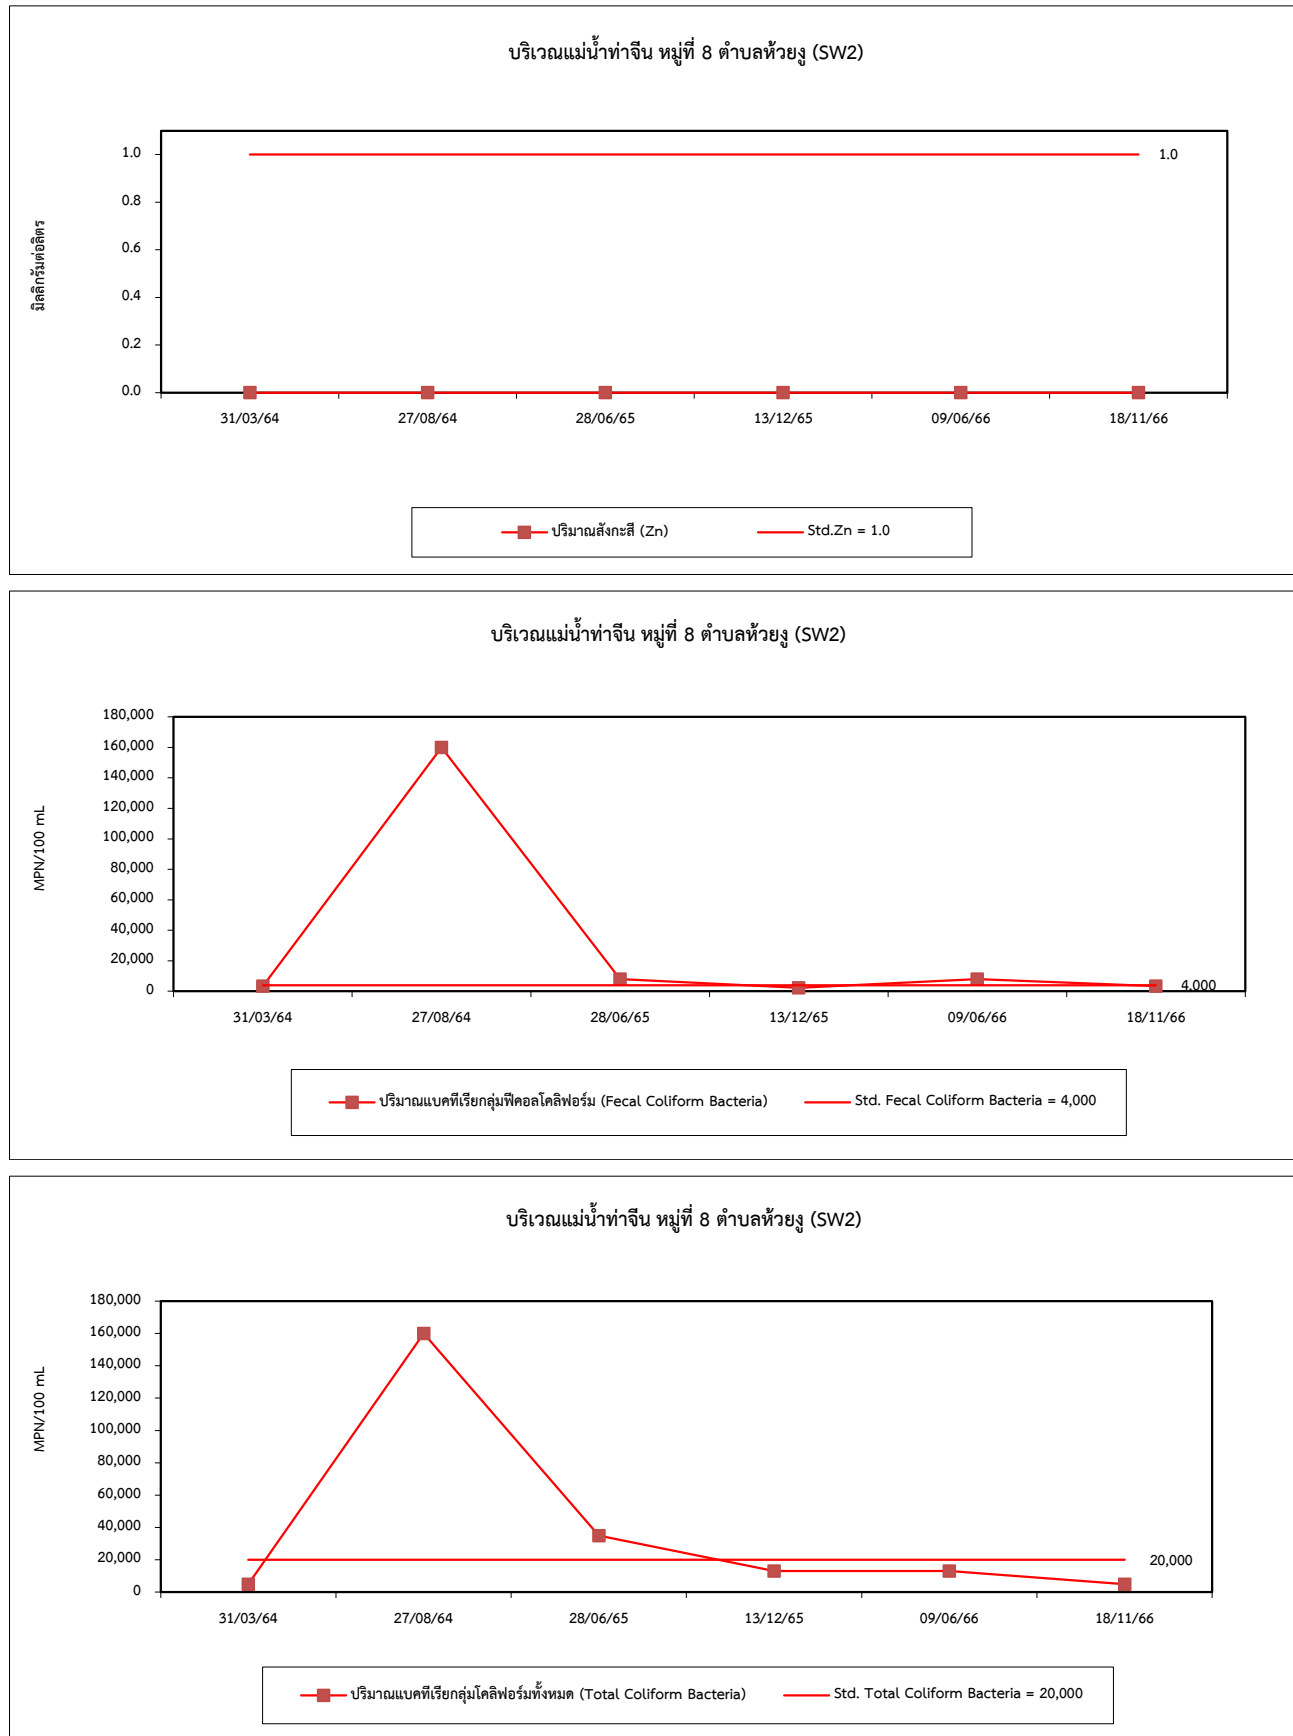 บริเวณแม่น้ำท่าจีน หมู่ที่ 8 ตำบลห้วยงู (SW2)
มิลลิกรัมต่อลิตร
1.0
0.8
0.6
0.4
0.2
0.0
1.0
31/03/64 27/08/64 28/06/65 13/12/65 09/06/66 18/11/66
ปริมาณสังกะสี (Zn) Std.Zn = 1.0
บริเวณแม่น้ำท่าจีน หมู่ที่ 8 ตำบลห้วยงู (SW2)
MPN/100 mL
180,000
160,000
140,000
120,000
100,000
80,000
60,000
40,000
20,000
0
4,000
31/03/64 27/08/64 28/06/65 13/12/65 09/06/66 18/11/66
ปริมาณแบคทีเรียกลุ่มฟีคอลโคลิฟอร์ม (Fecal Coliform Bacteria) Std. Fecal Coliform Bacteria = 4,000
บริเวณแม่น้ำท่าจีน หมู่ที่ 8 ตำบลห้วยงู (SW2)
MPN/100 mL
180,000
160,000
140,000
120,000
100,000
80,000
60,000
40,000
20,000
0
20,000
31/03/64 27/08/64 28/06/65 13/12/65 09/06/66 18/11/66
ปริมาณแบคทีเรียกลุ่มโคลิฟอร์มทั้งหมด (Total Coliform Bacteria) Std. Total Coliform Bacteria = 20,000